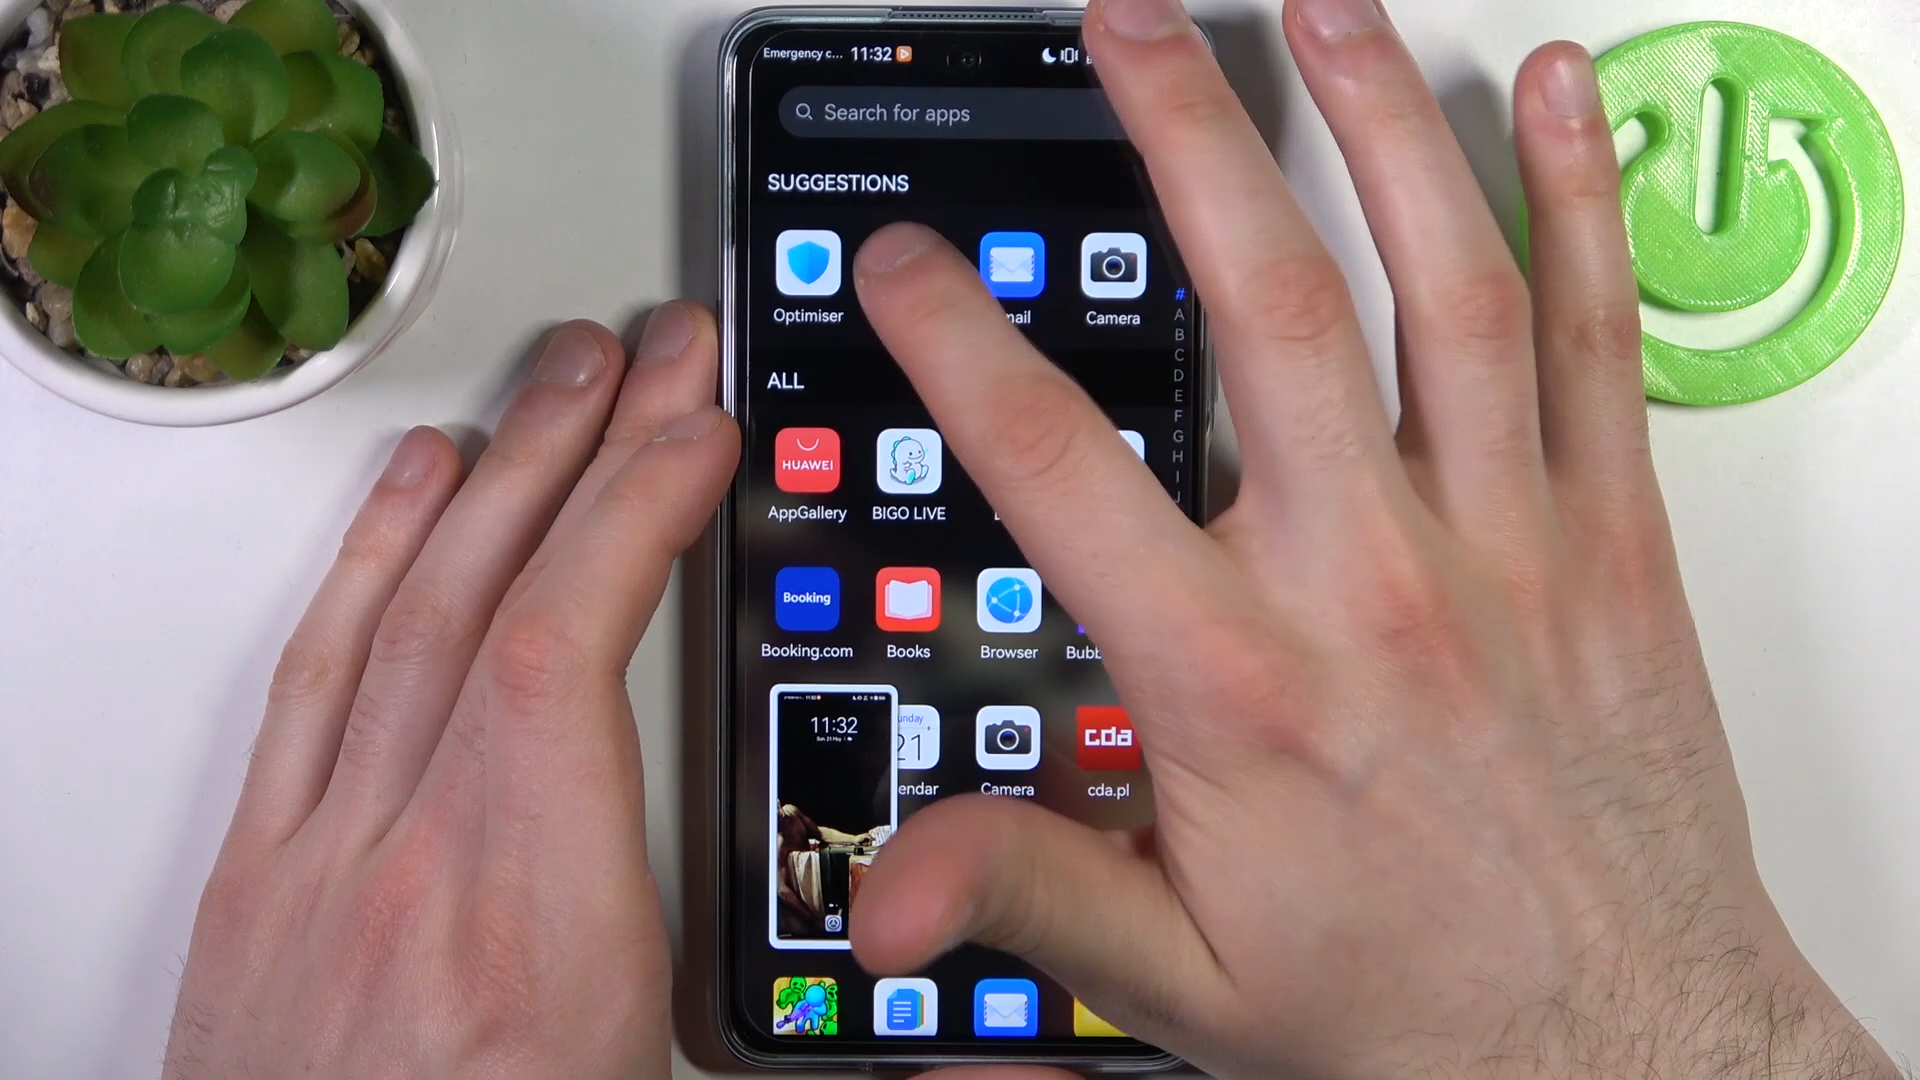 Emergency c... 11:32
Search for apps
SUGGESTIONS
Optimiser
Camera
#
A
B
C
D
E
F
G
H
I
J
ALL
HUAWEI
AppGallery BIGO LIVE
Booking
Booking.com Books Browser
11:32
21
cda
Camera cda.pl